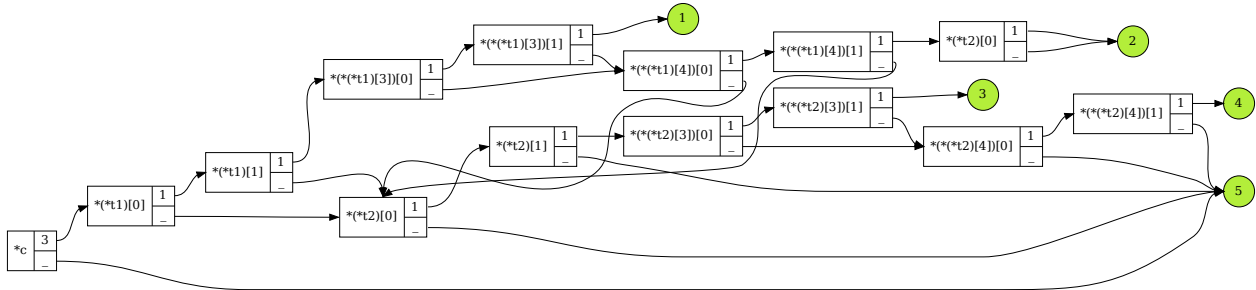 *(*(*t1)[3])[1] 1 _
1
*(*t2)[0] 1 _
2
*(*(*t1)[4])[1] 1 _
*(*(*t1)[4])[0] 1 _
*(*(*t1)[3])[0] 1 _
*(*(*t2)[3])[1] 1 _
3
*(*(*t2)[4])[1] 1 _
4
*(*(*t2)[3])[0] 1 _
*(*t2)[1] 1 _
*(*(*t2)[4])[0] 1 _
*(*t1)[1] 1 _
5
*(*t1)[0] 1 _
*(*t2)[0] 1 _
*c 3 _